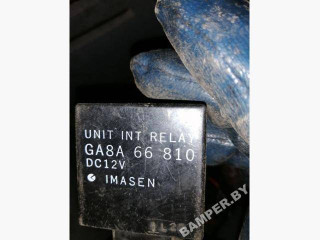 UNIT INT RELAY
GA8A 66 810
DC12V
IMASEN
BAMPER.BY